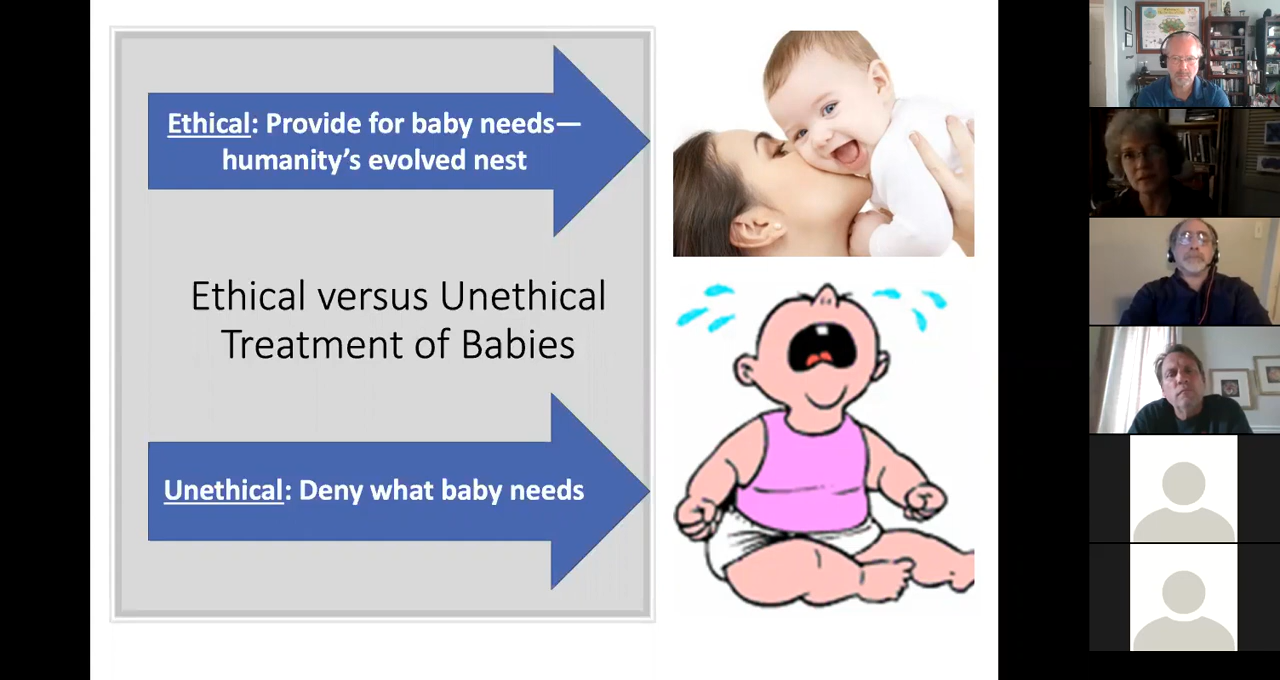 Ethical: Provide for baby needs—
humanity's evolved nest
Ethical versus Unethical
Treatment of Babies
Unethical: Deny what baby needs